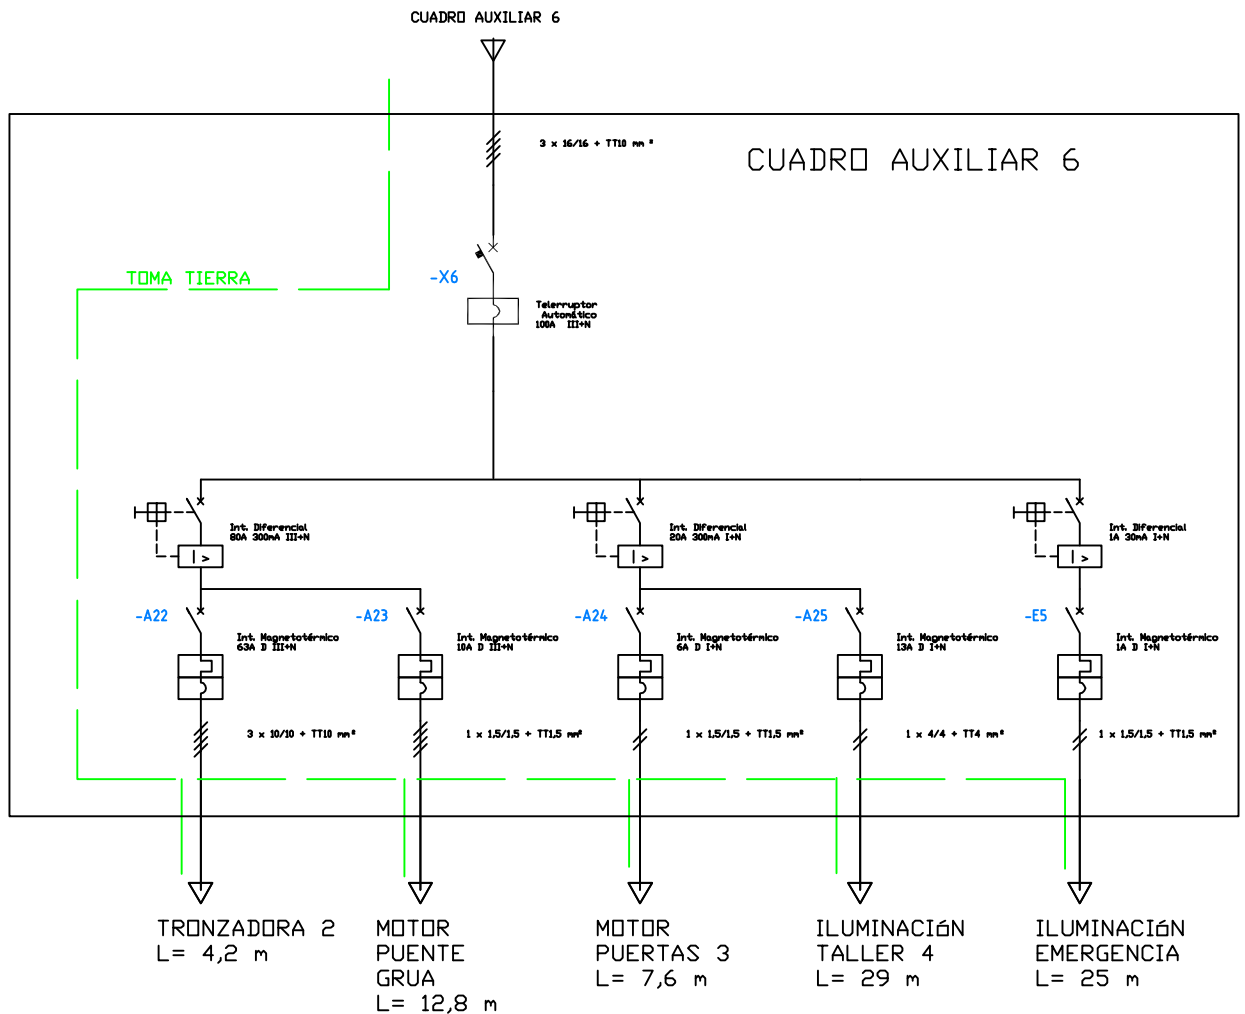 CUADRO AUXILIAR 6
3 x 16/16 + TT10 mm²
CUADRO AUXILIAR 6
TOMA TIERRA
-X6
Telerruptor
Automático
100A III+N
Int. Diferencial
80A 300mA III+N
Int. Diferencial
20A 300mA I+N
Int. Diferencial
1A 30mA I+N
-A22
Int. Magnetotérmico
63A D III+N
-A23
Int. Magnetotérmico
10A D III+N
-A24
Int. Magnetotérmico
6A D I+N
-A25
Int. Magnetotérmico
13A D I+N
-E5
Int. Magnetotérmico
1A D I+N
3 x 10/10 + TT10 mm²
1 x 1,5/1,5 + TT1,5 mm²
1 x 1,5/1,5 + TT1,5 mm²
1 x 4/4 + TT4 mm²
1 x 1,5/1,5 + TT1,5 mm²
TRONZADORA 2
L= 4,2 m
MOTOR
PUENTE
GRUA
L= 12,8 m
MOTOR
PUERTAS 3
L= 7,6 m
ILUMINACIóN
TALLER 4
L= 29 m
ILUMINACIóN
EMERGENCIA
L= 25 m